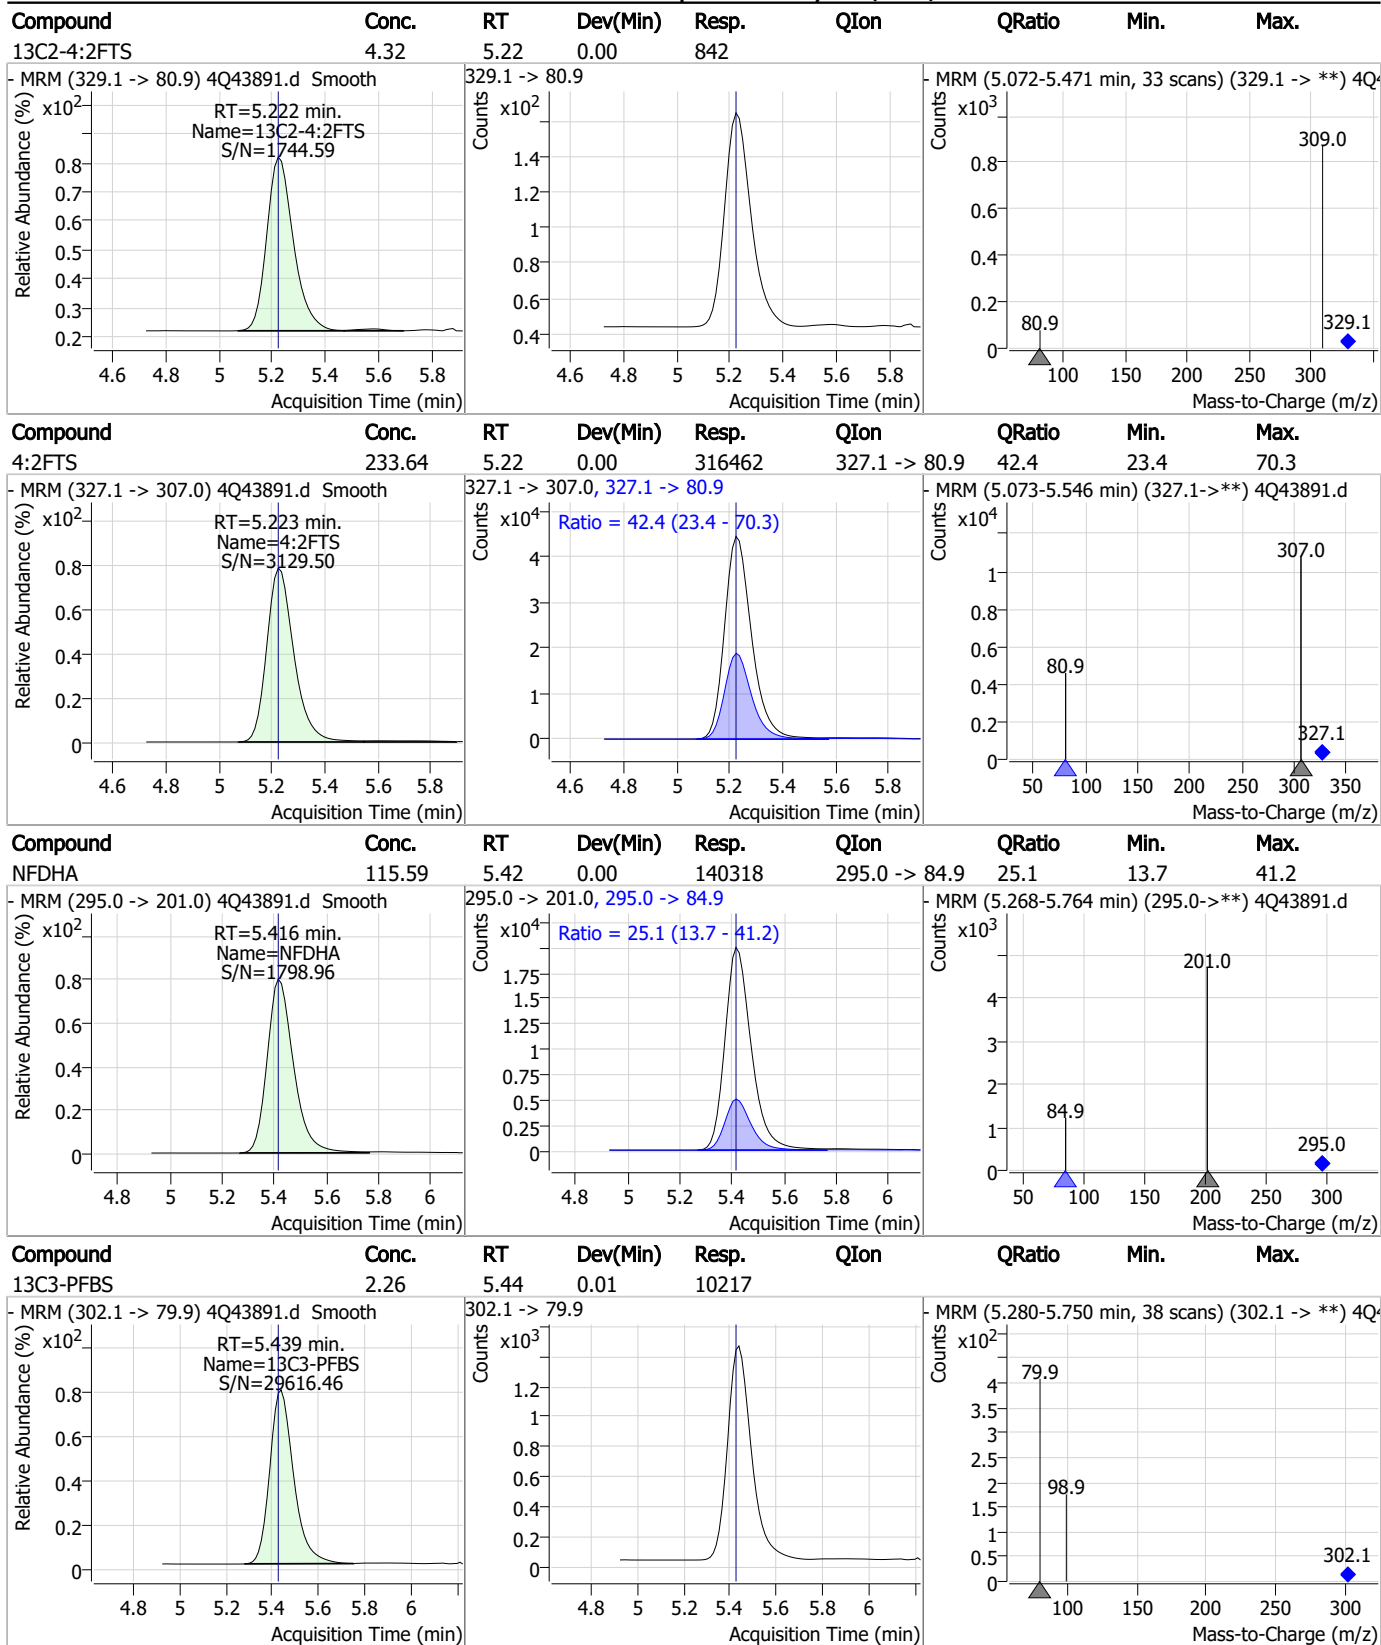 Compound Conc. RT Dev(Min) Resp. QIon QRatio Min. Max.
13C2-4:2FTS 4.32 5.22 0.00 842
- MRM (329.1 -> 80.9) 4Q43891.d Smooth
Relative Abundance (%)
x10²
RT=5.222 min.
Name=13C2-4:2FTS
S/N=1744.59
0.8
0.7
0.6
0.5
0.4
0.3
0.2
4.6 4.8 5 5.2 5.4 5.6 5.8
Acquisition Time (min)
329.1 -> 80.9
Counts
x10²
1.4
1.2
1
0.8
0.6
0.4
4.6 4.8 5 5.2 5.4 5.6 5.8
Acquisition Time (min)
- MRM (5.072-5.471 min, 33 scans) (329.1 -> **) 4Q4
Counts
x10³
309.0
0.8
0.6
0.4
0.2
0
80.9
329.1
100 150 200 250 300
Mass-to-Charge (m/z)
Compound Conc. RT Dev(Min) Resp. QIon QRatio Min. Max.
4:2FTS 233.64 5.22 0.00 316462 327.1 -> 80.9 42.4 23.4 70.3
- MRM (327.1 -> 307.0) 4Q43891.d Smooth
Relative Abundance (%)
x10²
RT=5.223 min.
Name=4:2FTS
S/N=3129.50
0.8
0.6
0.4
0.2
0
4.6 4.8 5 5.2 5.4 5.6 5.8
Acquisition Time (min)
327.1 -> 307.0, 327.1 -> 80.9
Counts
x10⁴
Ratio = 42.4 (23.4 - 70.3)
4
3
2
1
0
4.6 4.8 5 5.2 5.4 5.6 5.8
Acquisition Time (min)
- MRM (5.073-5.546 min) (327.1->**) 4Q43891.d
Counts
x10⁴
307.0
1
0.8
0.6
0.4
0.2
0
80.9
327.1
50 100 150 200 250 300 350
Mass-to-Charge (m/z)
Compound Conc. RT Dev(Min) Resp. QIon QRatio Min. Max.
NFDHA 115.59 5.42 0.00 140318 295.0 -> 84.9 25.1 13.7 41.2
- MRM (295.0 -> 201.0) 4Q43891.d Smooth
Relative Abundance (%)
x10²
RT=5.416 min.
Name=NFDHA
S/N=1798.96
0.8
0.6
0.4
0.2
0
4.8 5 5.2 5.4 5.6 5.8 6
Acquisition Time (min)
295.0 -> 201.0, 295.0 -> 84.9
Counts
x10⁴
Ratio = 25.1 (13.7 - 41.2)
1.75
1.5
1.25
1
0.75
0.5
0.25
0
4.8 5 5.2 5.4 5.6 5.8 6
Acquisition Time (min)
- MRM (5.268-5.764 min) (295.0->**) 4Q43891.d
Counts
x10³
201.0
4
3
2
1
0
84.9
295.0
50 100 150 200 250 300
Mass-to-Charge (m/z)
Compound Conc. RT Dev(Min) Resp. QIon QRatio Min. Max.
13C3-PFBS 2.26 5.44 0.01 10217
- MRM (302.1 -> 79.9) 4Q43891.d Smooth
Relative Abundance (%)
x10²
RT=5.439 min.
Name=13C3-PFBS
S/N=29616.46
0.8
0.6
0.4
0.2
0
4.8 5 5.2 5.4 5.6 5.8 6
Acquisition Time (min)
302.1 -> 79.9
Counts
x10³
1.2
1
0.8
0.6
0.4
0.2
0
4.8 5 5.2 5.4 5.6 5.8 6
Acquisition Time (min)
- MRM (5.280-5.750 min, 38 scans) (302.1 -> **) 4Q4
Counts
x10²
79.9
4
3.5
3
2.5
2
1.5
1
0.5
0
98.9
302.1
100 150 200 250 300
Mass-to-Charge (m/z)